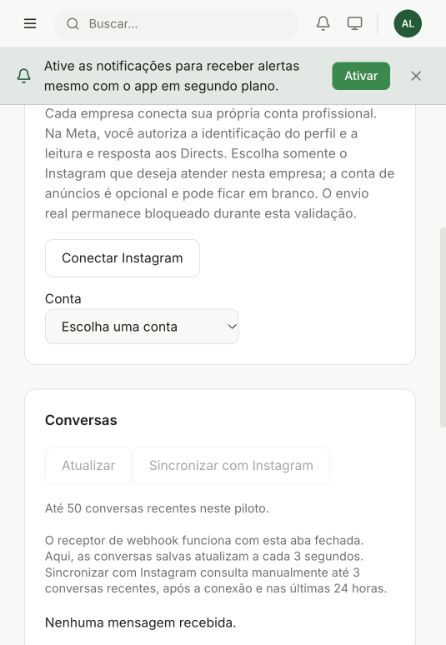 Buscar...
AL
Ative as notificações para receber alertas
mesmo com o app em segundo plano.
Ativar
Cada empresa conecta sua própria conta profissional.
Na Meta, você autoriza a identificação do perfil e a
leitura e resposta aos Directs. Escolha somente o
Instagram que deseja atender nesta empresa; a conta de
anúncios é opcional e pode ficar em branco. O envio
real permanece bloqueado durante esta validação.
Conectar Instagram
Conta
Escolha uma conta
Conversas
Atualizar
Sincronizar com Instagram
Até 50 conversas recentes neste piloto.
O receptor de webhook funciona com esta aba fechada.
Aqui, as conversas salvas atualizam a cada 3 segundos.
Sincronizar com Instagram consulta manualmente até 3
conversas recentes, após a conexão e nas últimas 24 horas.
Nenhuma mensagem recebida.